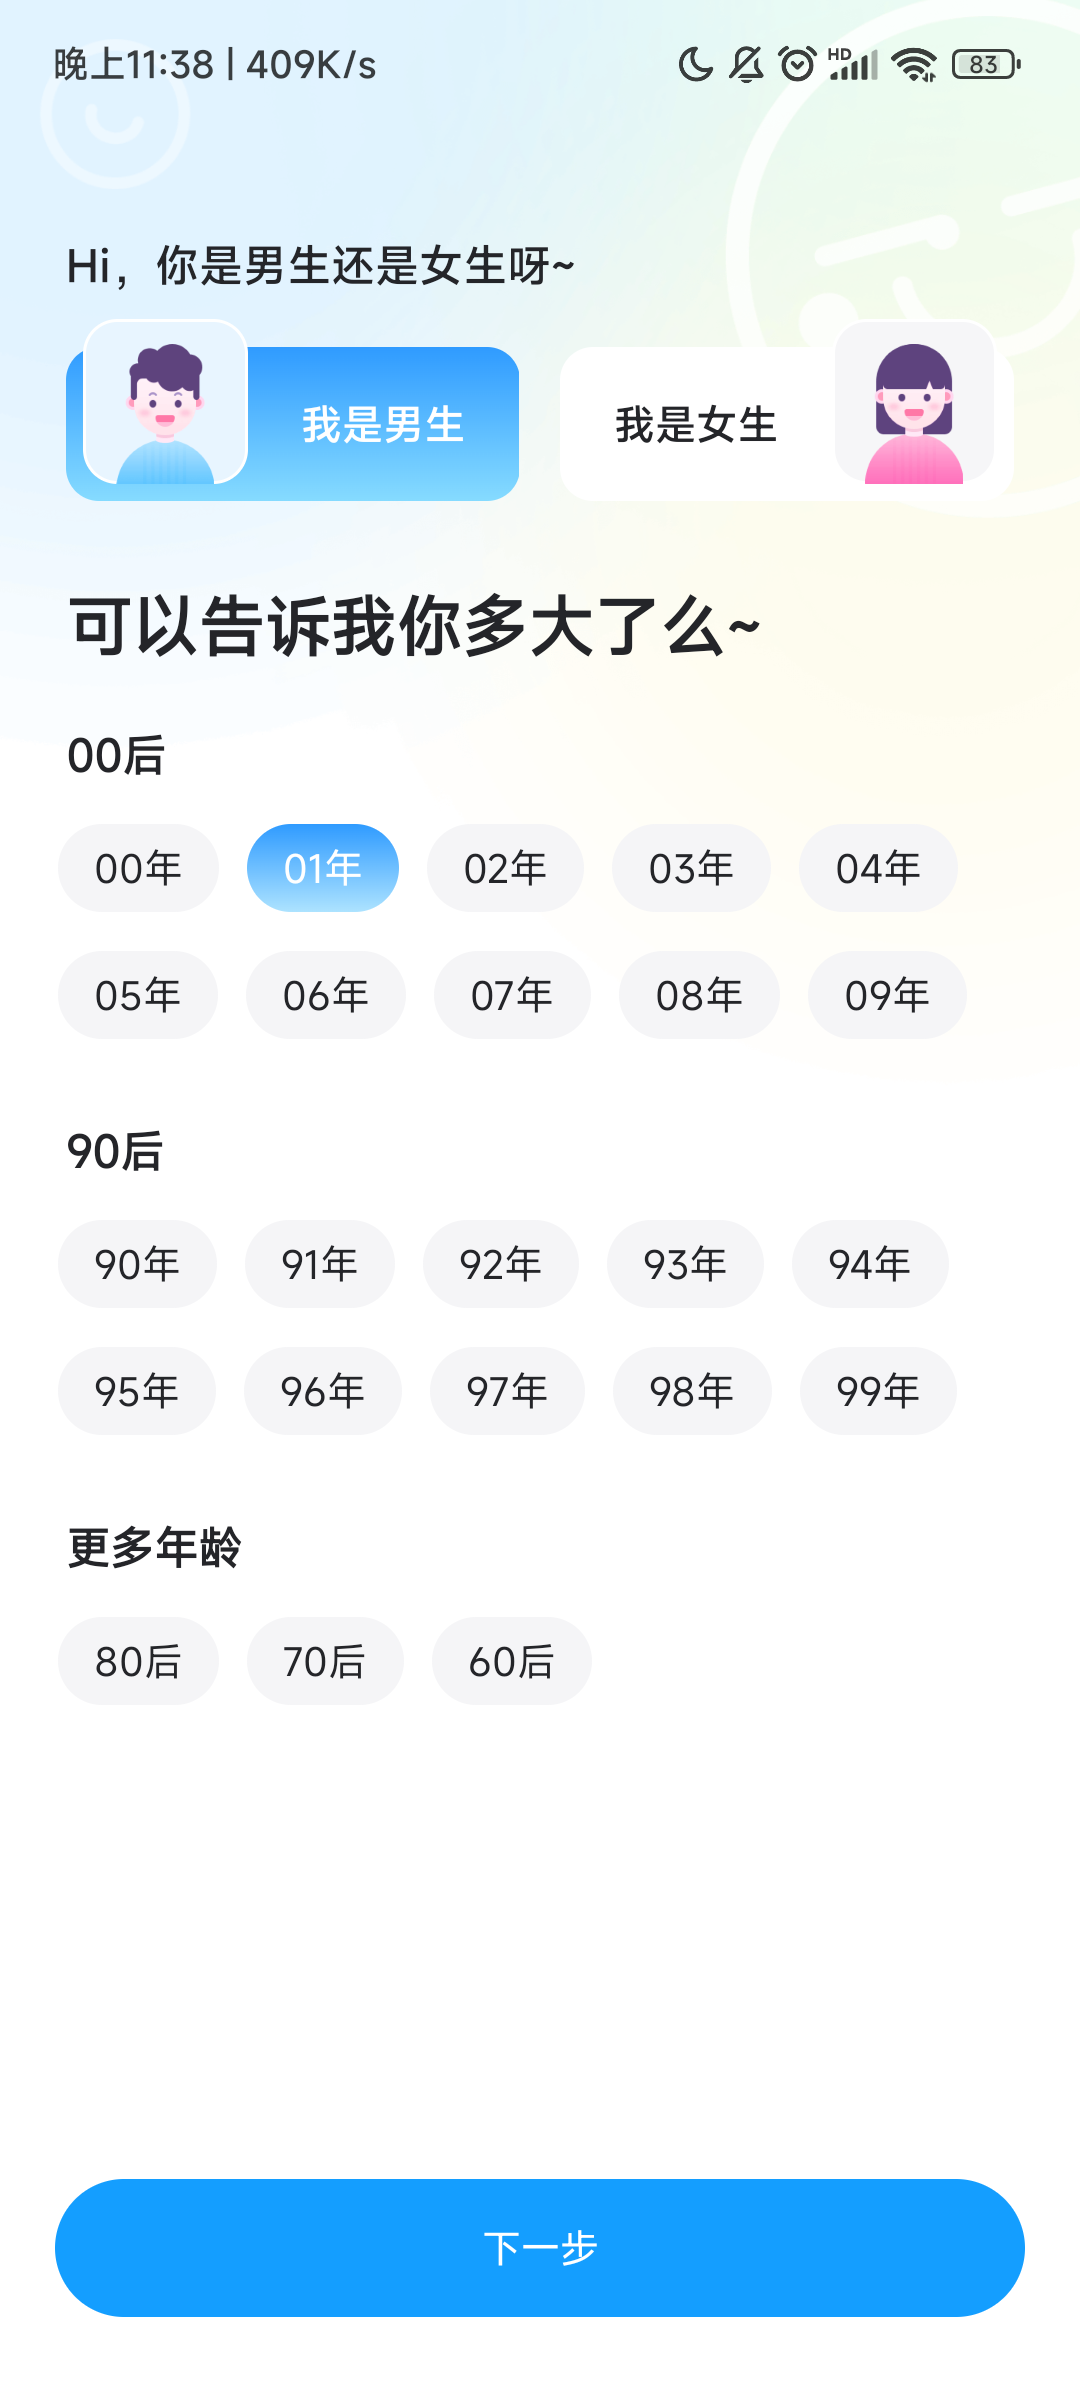 晚上11:38 | 409K/s
HD
83
Hi，你是男生还是女生呀~
我是男生
我是女生
可以告诉我你多大了么~
00后
00年 01年 02年 03年 04年
05年 06年 07年 08年 09年
90后
90年 91年 92年 93年 94年
95年 96年 97年 98年 99年
更多年龄
80后 70后 60后
下一步